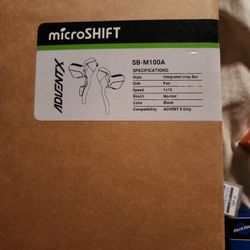 microSHIFT
ADVENTX
SB-M100A
SPECIFICATIONS:
Style Integrated Drop Bar
Side Pair
Speed 1x10
Reach Normal
Color Black
Compatibility ADVENT X Only